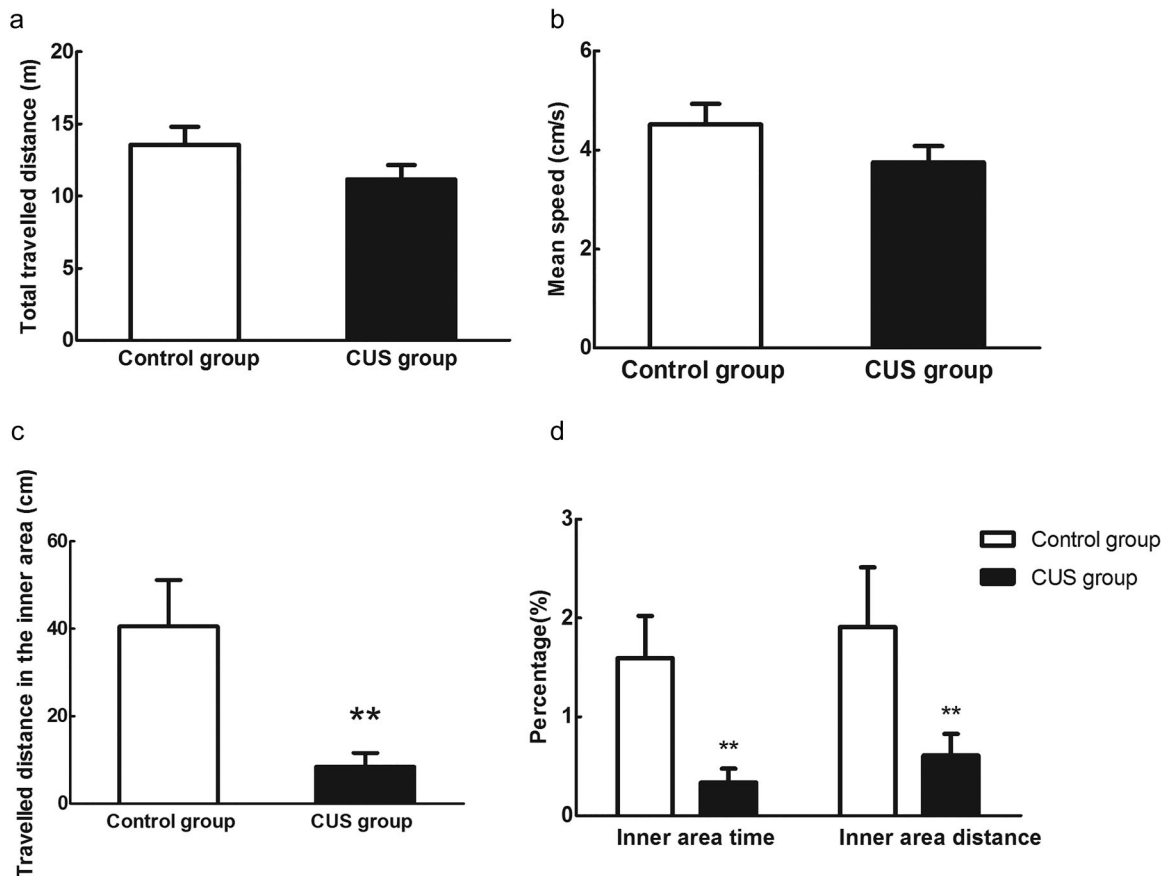 a
Total travelled distance (m)
20
15
10
5
0
Control group
CUS group
b
Mean speed (cm/s)
6
4
2
0
Control group
CUS group
c
Travelled distance in the inner area (cm)
60
40
20
0
**
Control group
CUS group
d
Percentage(%)
3
2
1
0
**
**
Inner area time
Inner area distance
Control group
CUS group